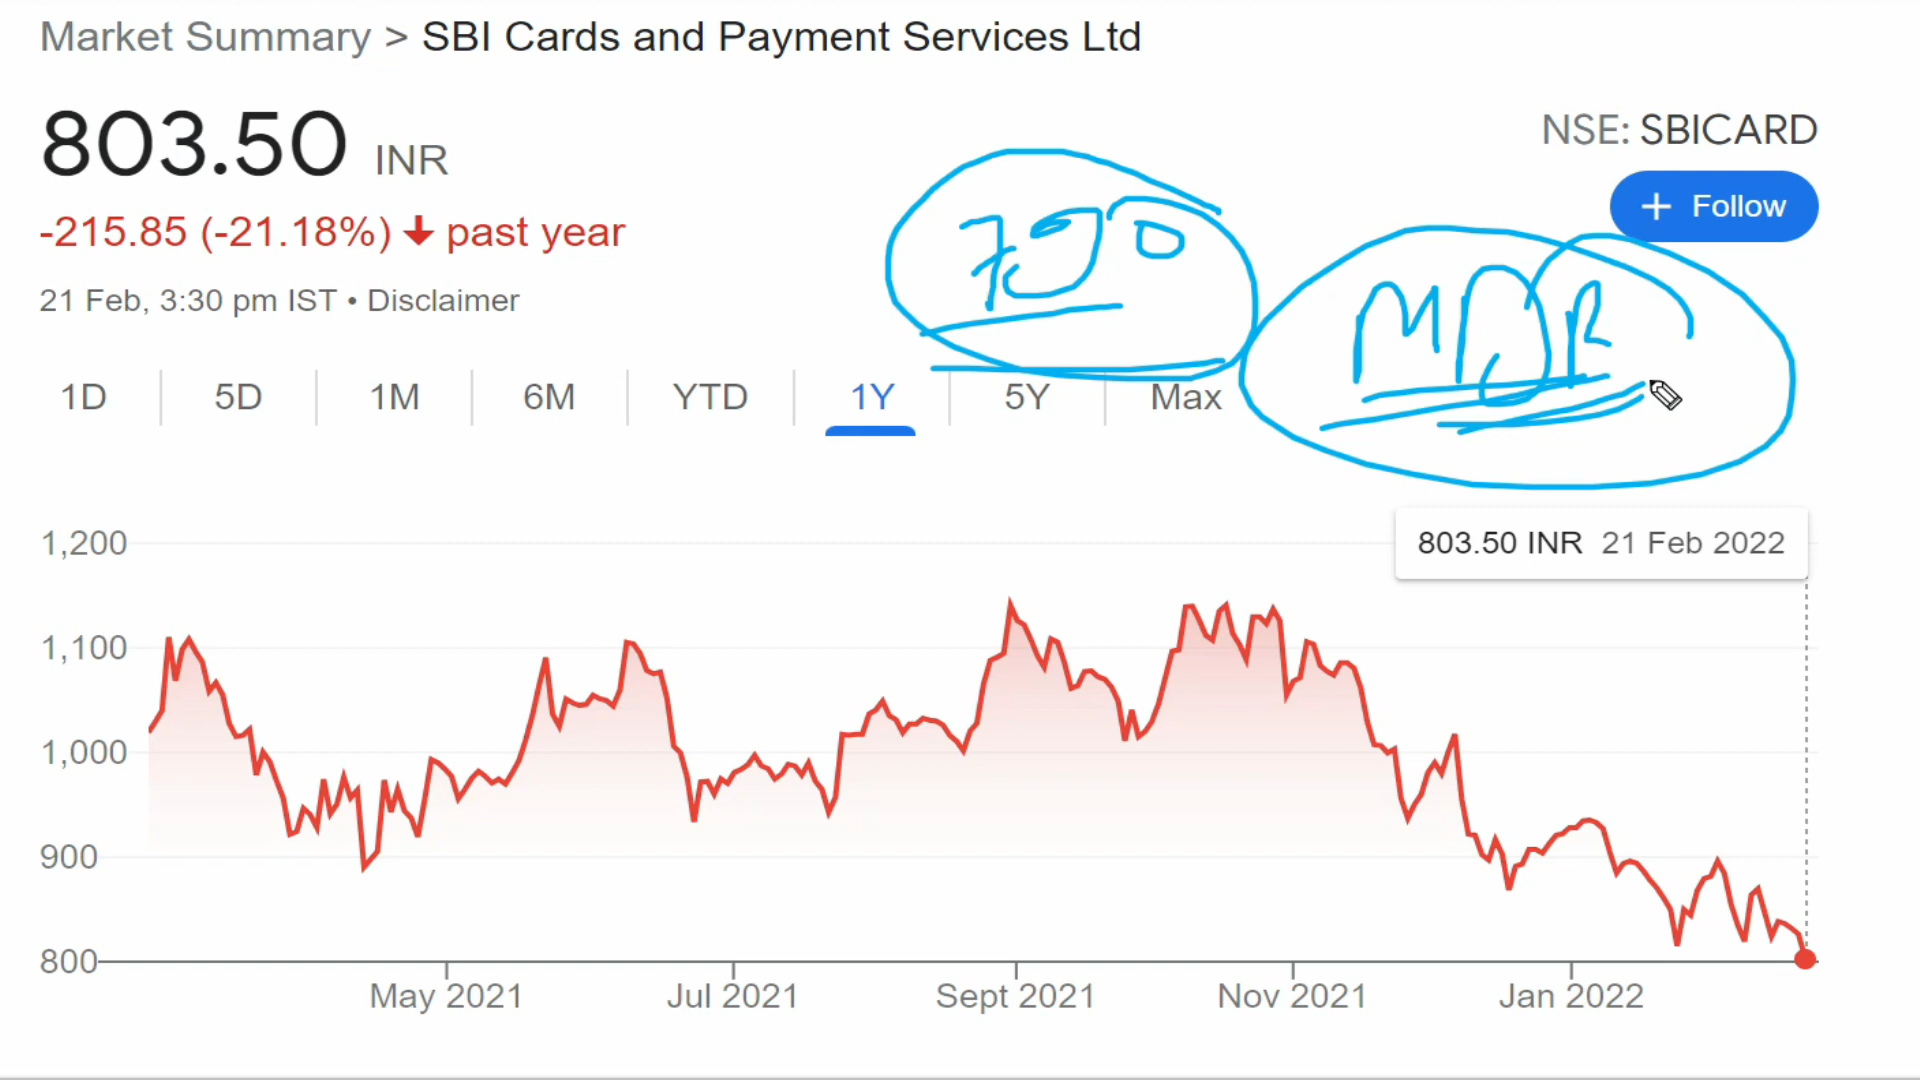 Market Summary > SBI Cards and Payment Services Ltd
803.50 INR
NSE: SBICARD
+ Follow
-215.85 (-21.18%) ↓ past year
21 Feb, 3:30 pm IST • Disclaimer
MDR
1D 5D 1M 6M YTD 1Y 5Y Max
803.50 INR 21 Feb 2022
1,200
1,100
1,000
900
800
May 2021 Jul 2021 Sept 2021 Nov 2021 Jan 2022